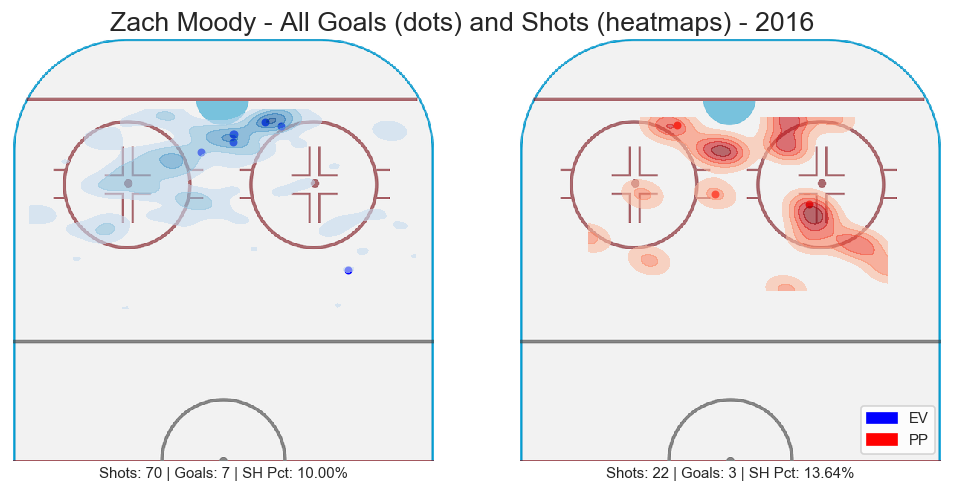 Zach Moody - All Goals (dots) and Shots (heatmaps) - 2016
EV
PP
Shots: 70 | Goals: 7 | SH Pct: 10.00%
Shots: 22 | Goals: 3 | SH Pct: 13.64%